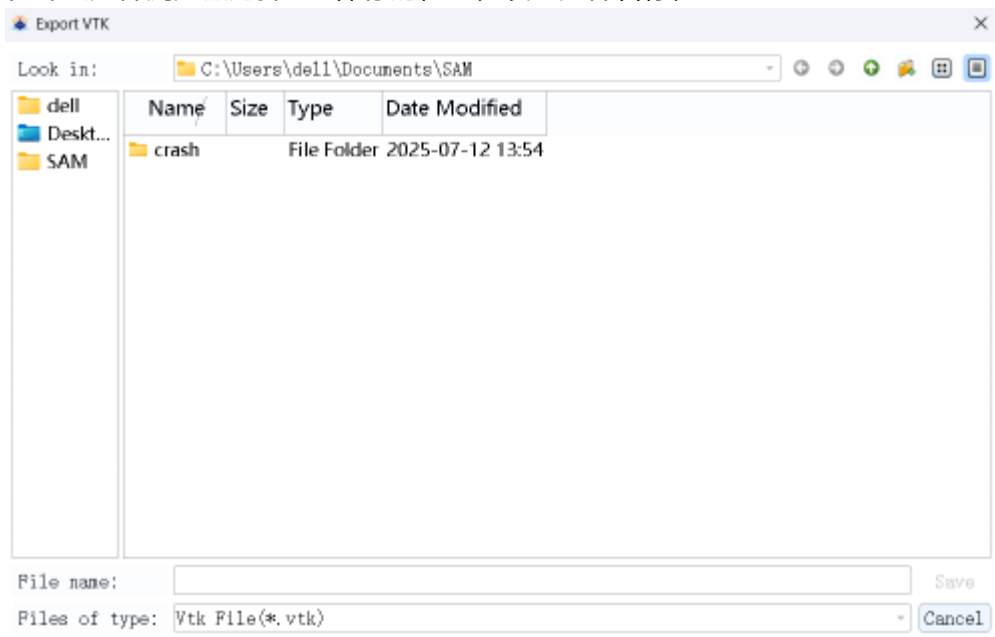 Export VTK
Look in: C:\Users\dell\Documents\SAM
dell
Deskt...
SAM
Name Size Type Date Modified
crash File Folder 2025-07-12 13:54
File name: Save
Files of type: Vtk File(*.vtk) Cancel